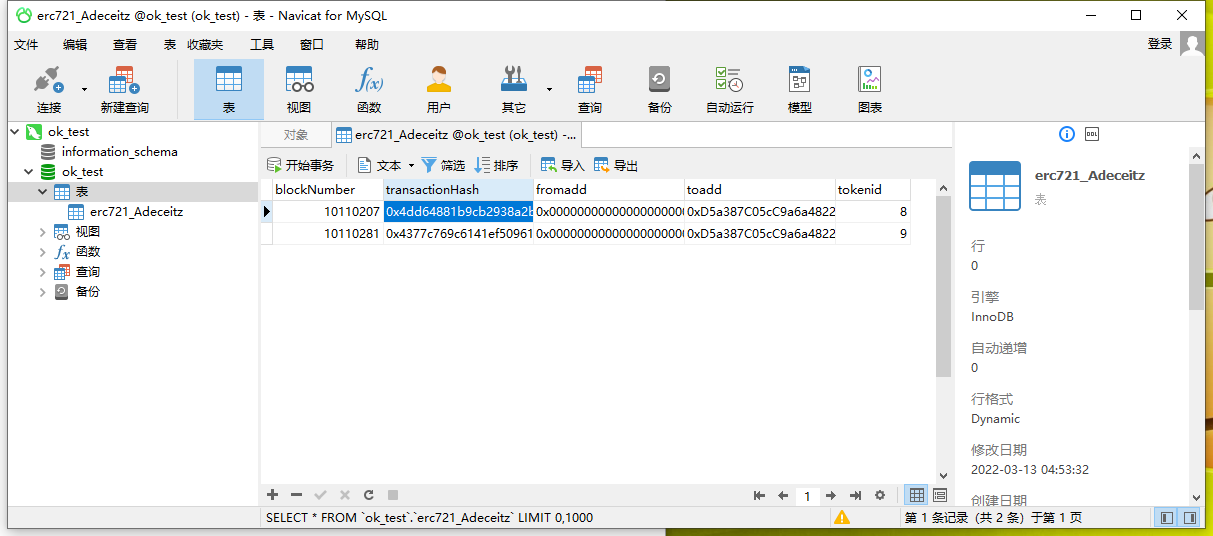 erc721_Adeceitz @ok_test (ok_test) - 表 - Navicat for MySQL
文件 编辑 查看 表 收藏夹 工具 窗口 帮助 登录
连接 新建查询 表 视图 函数 用户 其它 查询 备份 自动运行 模型 图表
ok_test
information_schema
ok_test
表
erc721_Adeceitz
视图
函数
查询
备份
对象 erc721_Adeceitz @ok_test (ok_test) -...
开始事务 文本 筛选 排序 导入 导出
blockNumber transactionHash fromadd toadd tokenid
10110207 0x4dd64881b9cb2938a2b 0xD5a387C05cC9a6a4822 8
10110281 0x4377c769c6141ef50961 0xD5a387C05cC9a6a4822 9
1
SELECT * FROM `ok_test`.`erc721_Adeceitz` LIMIT 0,1000
第 1 条记录（共 2 条）于第 1 页
DDL
erc721_Adeceitz
表
行
0
引擎
InnoDB
自动递增
0
行格式
Dynamic
修改日期
2022-03-13 04:53:32
创建日期